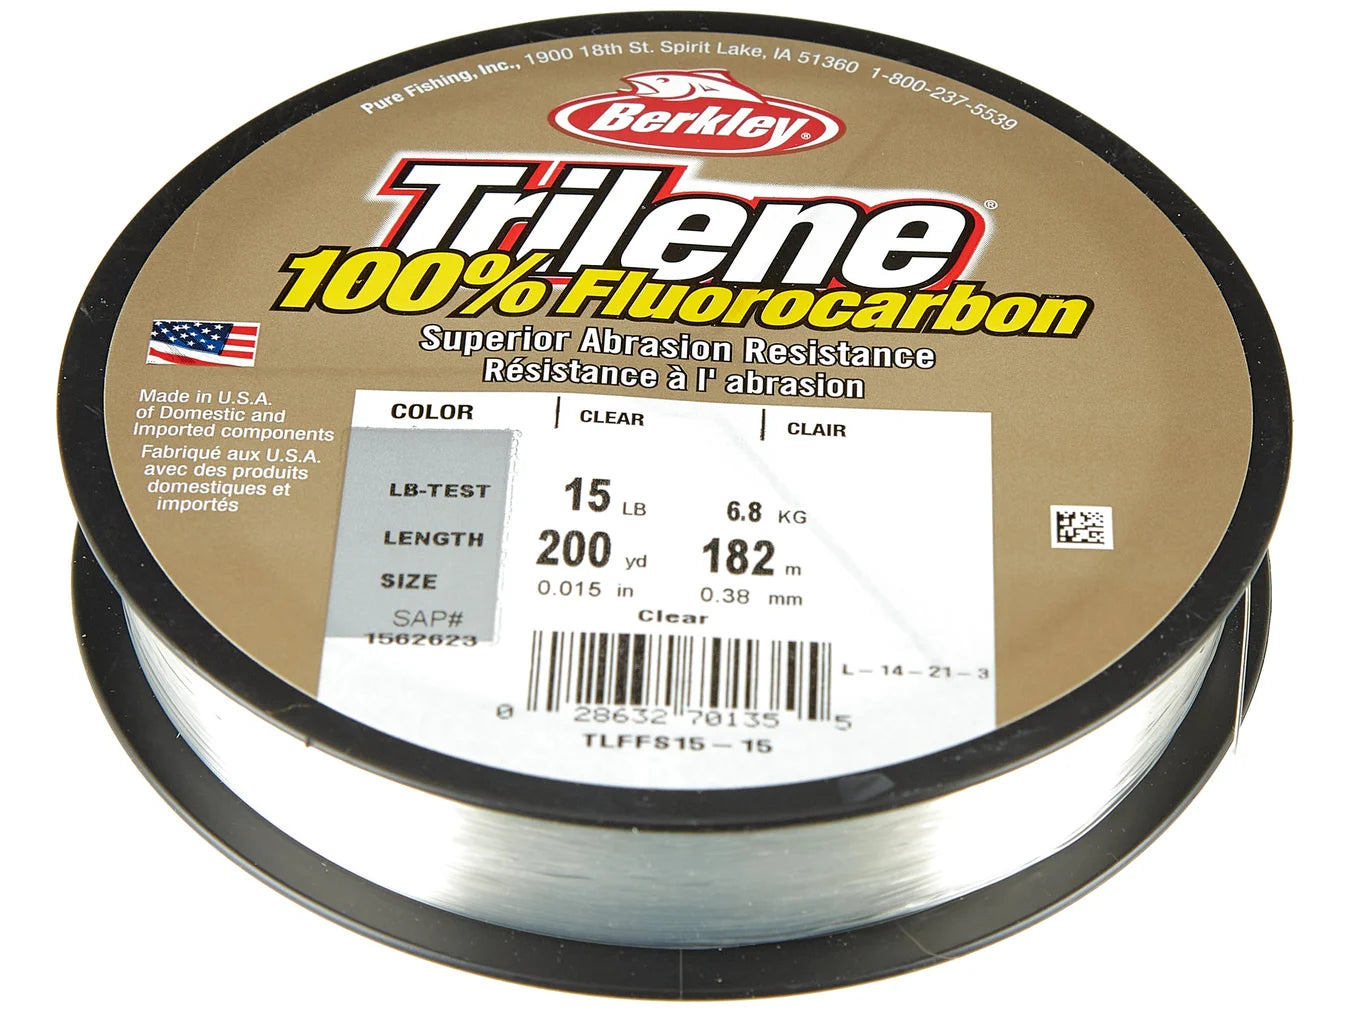 Pure Fishing, Inc., 1900 18th St. Spirit Lake, IA 51360 1-800-237-5539
Berkley®
Trilene®
100% Fluorocarbon
Superior Abrasion Resistance
Résistance à l' abrasion
Made in U.S.A.
of Domestic and
Imported components
Fabriqué aux U.S.A.
avec des produits
domestiques et
importés
COLOR | CLEAR | CLAIR
LB-TEST 15 LB 6.8 KG
LENGTH 200 yd 182 m
SIZE 0.015 in 0.38 mm
SAP# Clear
1562623
L-14-21-3
0 28632 70135 5
TLFFS15-15